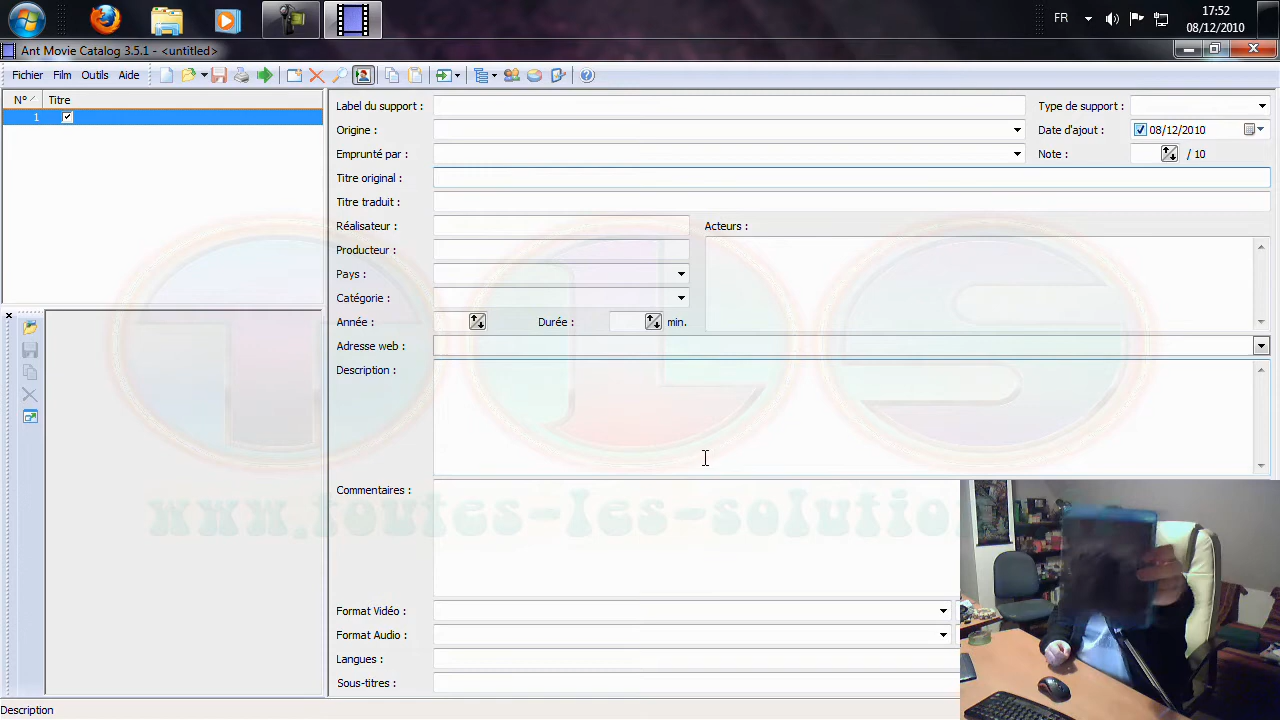 FR
17:52
08/12/2010
Ant Movie Catalog 3.5.1 - <untitled>
Fichier Film Outils Aide
N° Titre
1
Label du support :
Type de support :
Origine :
Date d'ajout : 08/12/2010
Emprunté par :
Note : / 10
Titre original :
Titre traduit :
Réalisateur :
Acteurs :
Producteur :
Pays :
Catégorie :
Année :
Durée : min.
Adresse web :
Description :
TLS
Commentaires :
www.toutes-les-solutio
Format Vidéo :
Format Audio :
Langues :
Sous-titres :
Description